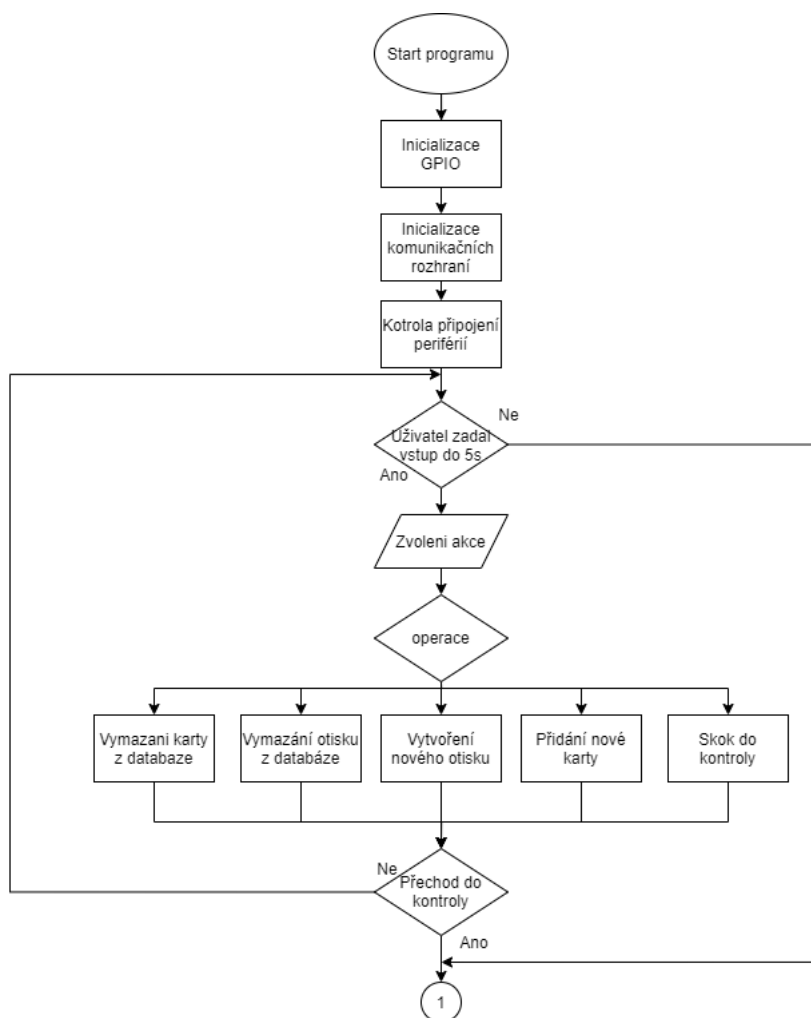 Start programu
Inicializace
GPIO
Inicializace
komunikačních
rozhraní
Kotrola připojení
periférií
Ne
Uživatel zadal
vstup do 5s
Ano
Zvoleni akce
operace
Vymazani karty
z databaze
Vymazání otisku
z databáze
Vytvoření
nového otisku
Přidání nové
karty
Skok do
kontroly
Ne
Přechod do
kontroly
Ano
1